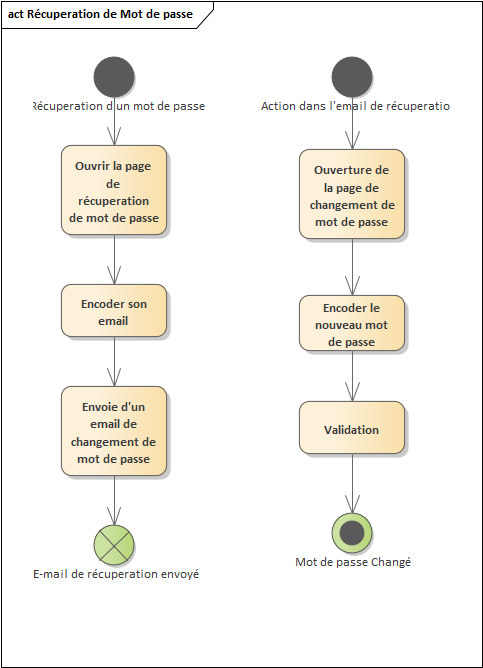 act Récuperation de Mot de passe
Récuperation d'un mot de passe
Ouvrir la page
de
récuperation
de mot de passe
Encoder son
email
Envoie d'un
email de
changement de
mot de passe
E-mail de récuperation envoyé
Action dans l'email de récuperatio
Ouverture de
la page de
changement de
mot de passe
Encoder le
nouveau mot
de passe
Validation
Mot de passe Changé